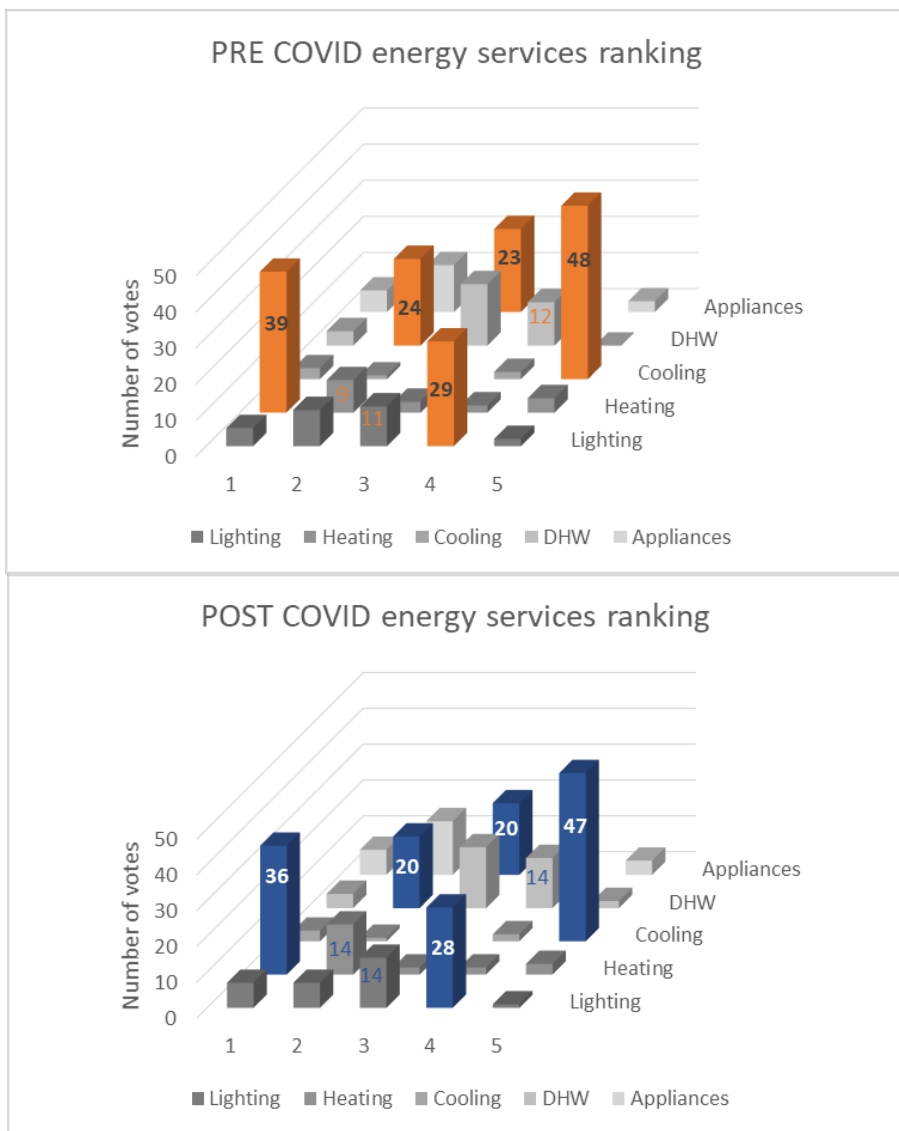 PRE COVID energy services ranking
Number of votes
50
40
30
20
10
0
39
9
11
24
29
23
12
48
Appliances
DHW
Cooling
Heating
Lighting
1 2 3 4 5
Lighting Heating Cooling DHW Appliances
POST COVID energy services ranking
Number of votes
50
40
30
20
10
0
36
14
14
20
28
20
14
47
Appliances
DHW
Cooling
Heating
Lighting
1 2 3 4 5
Lighting Heating Cooling DHW Appliances